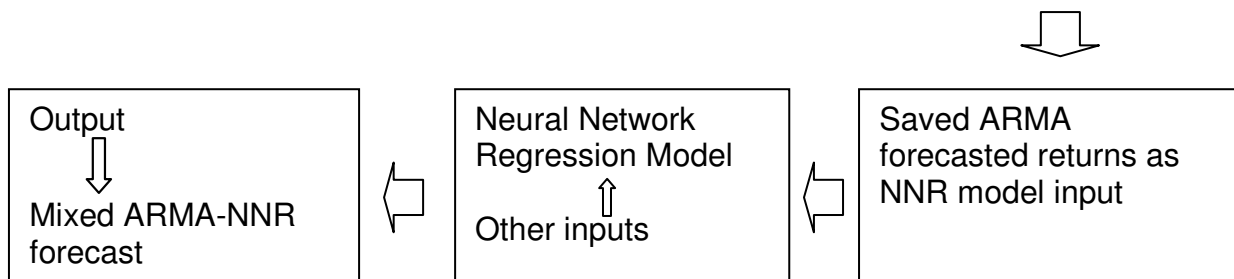 Output
Mixed ARMA-NNR
forecast
Neural Network
Regression Model
Other inputs
Saved ARMA
forecasted returns as
NNR model input